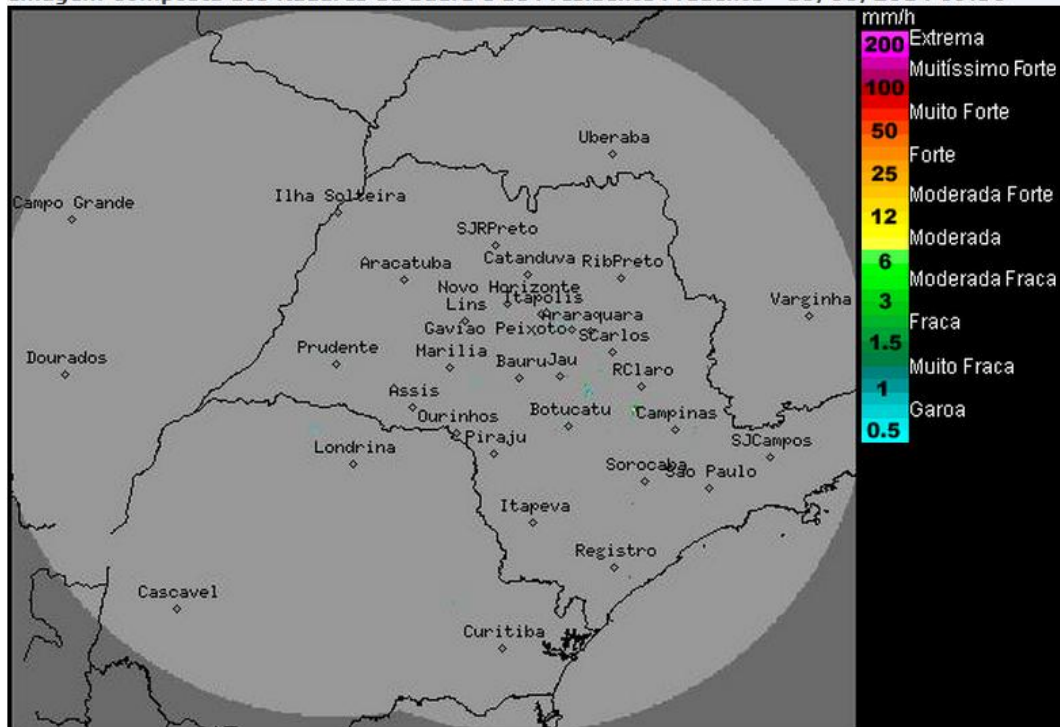 mm/h
200 Extrema
Muitíssimo Forte
100
Muito Forte
50
Forte
25
Moderada Forte
12
Moderada
6
Moderada Fraca
3
Fraca
1.5
Muito Fraca
1
Garoa
0.5
Uberaba
Campo Grande
Ilha Solteira
SJRPreto
Catanduva
RibPreto
Aracatuba
Novo Horizonte
Lins
Itapolis
Araraquara
Varginha
Gaviao Peixoto
SCarlos
Dourados
Prudente
Marilia
Bauru
Jau
RClaro
Assis
Ourinhos
Botucatu
Campinas
Piraju
Londrina
SJCampos
Sorocaba
Sao Paulo
Itapeva
Registro
Cascavel
Curitiba